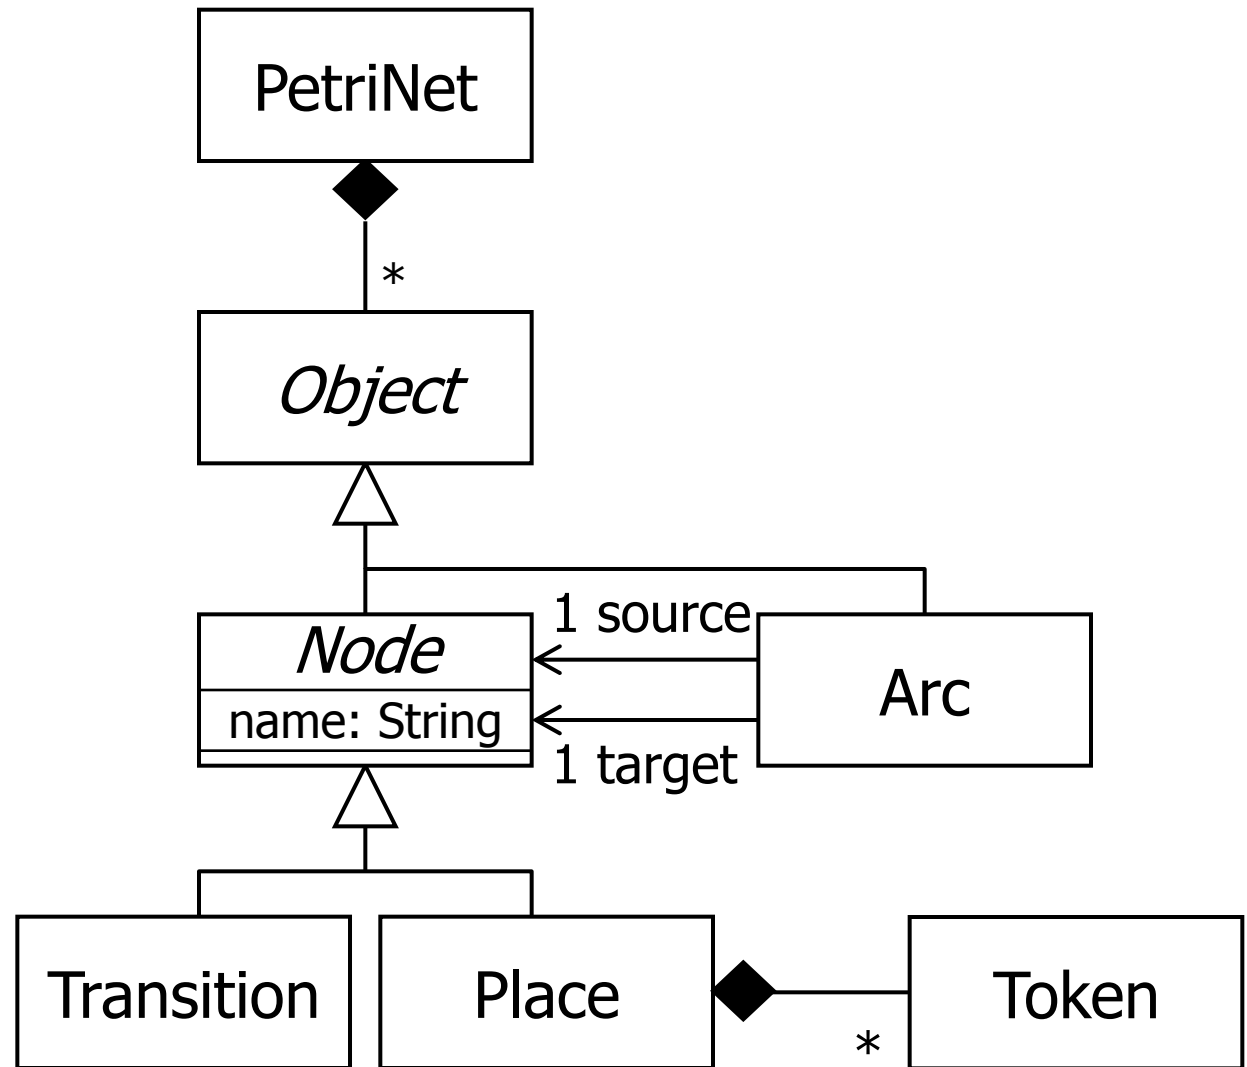 PetriNet
*
Object
1 source
Node
Arc
name: String
1 target
Transition
Place
Token
*